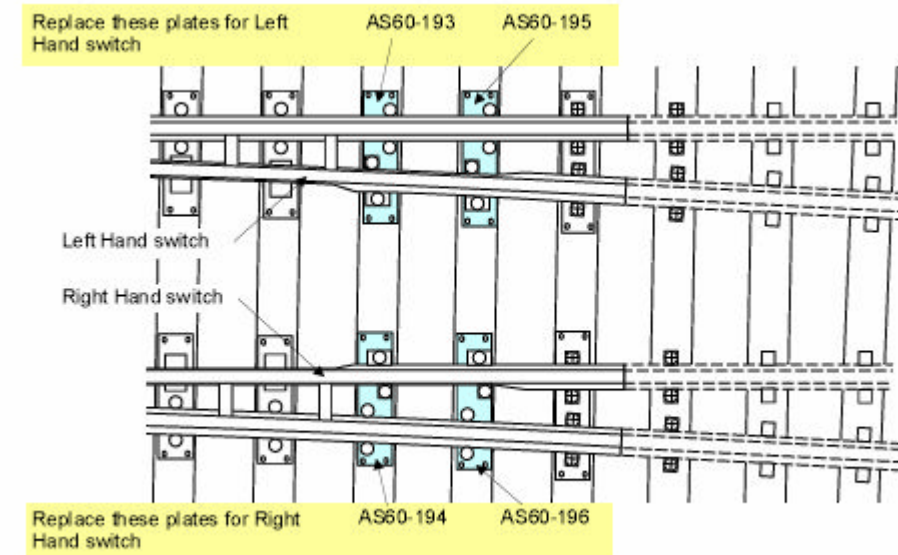 Replace these plates for Left
Hand switch
AS60-193
AS60-195
Left Hand switch
Right Hand switch
Replace these plates for Right
Hand switch
AS60-194
AS60-196